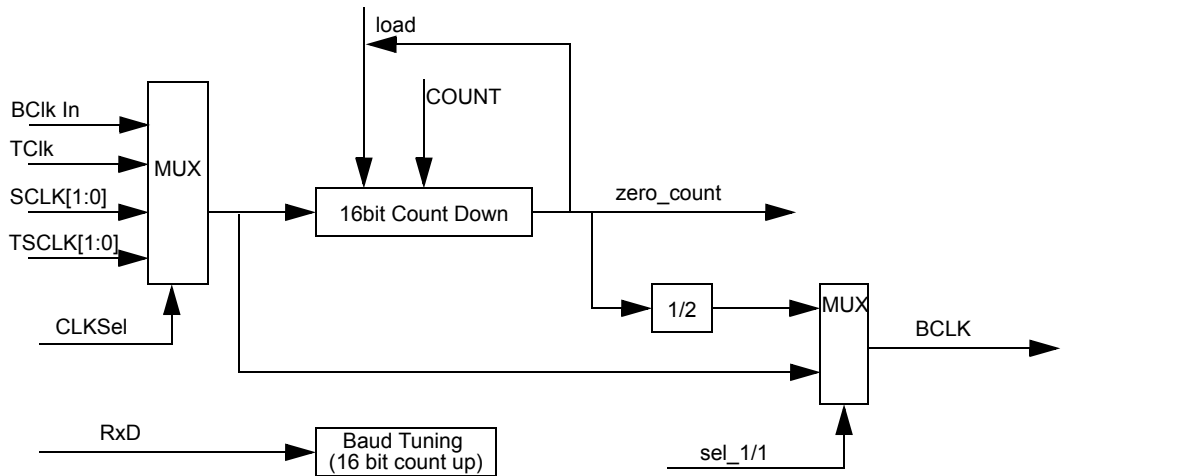 load
COUNT
BClk In
TClk
SCLK[1:0]
TSCLK[1:0]
MUX
16bit Count Down
zero_count
CLKSel
1/2
MUX
BCLK
RxD
Baud Tuning
(16 bit count up)
sel_1/1